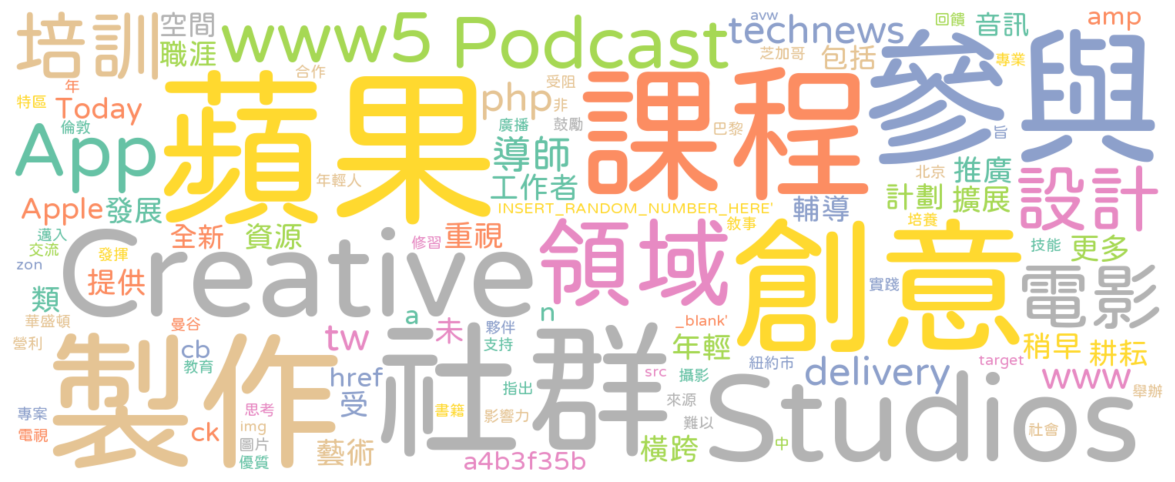 培訓
空間
職涯
www5
Podcast
avw
technews
回饋
音訊
amp
芝加哥
包括
專業
參與
合作
年
特區
Today
倫敦
蘋果
php
受阻
非
廣播
鼓勵
課程
巴黎
旨
App
導師
工作者
年輕人
北京
推廣
計劃
擴展
設計
Apple
發展
INSERT_RANDOM_NUMBER_HERE'
輔導
培養
敘事
邁入
交流
發揮
全新
資源
修習
重視
領域
創意
技能
更多
zon
提供
Creative
實踐
電影
類
華盛頓
曼谷
a
未
夥伴
n
_blank'
稍早
耕耘
營利
製作
tw
支持
社群
年輕
紐約市
target
cb
教育
href
指出
src
攝影
delivery
www
舉辦
專案
思考
受
書籍
影響力
來源
Studios
電視
ck
img
圖片
難以
中
社會
優質
藝術
a4b3f35b
橫跨